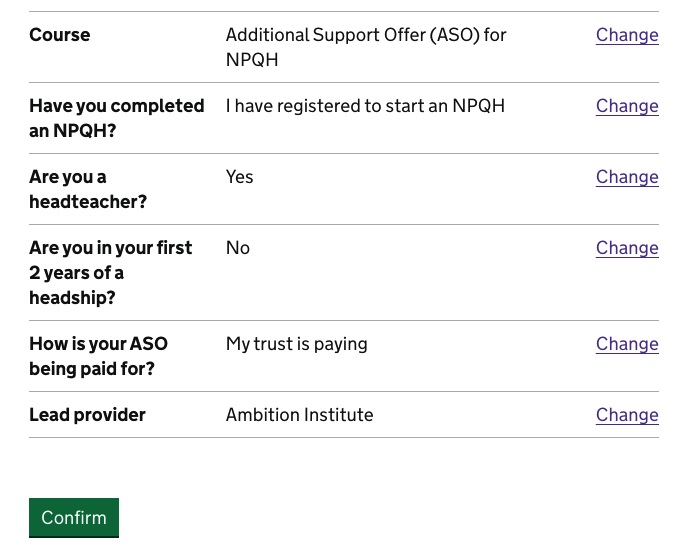 Course
Additional Support Offer (ASO) for
NPQH
Change
Have you completed
an NPQH?
I have registered to start an NPQH
Change
Are you a
headteacher?
Yes
Change
Are you in your first
2 years of a
headship?
No
Change
How is your ASO
being paid for?
My trust is paying
Change
Lead provider
Ambition Institute
Change
Confirm